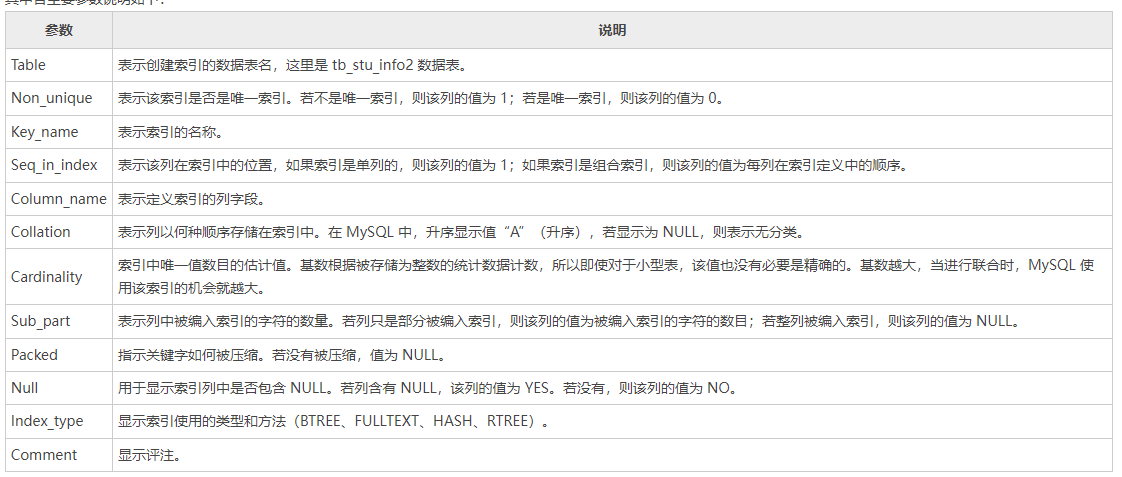 其中各主要参数说明如下：
参数 说明
Table 表示创建索引的数据表名，这里是 tb_stu_info2 数据表。
Non_unique 表示该索引是否是唯一索引。若不是唯一索引，则该列的值为 1；若是唯一索引，则该列的值为 0。
Key_name 表示索引的名称。
Seq_in_index 表示该列在索引中的位置，如果索引是单列的，则该列的值为 1；如果索引是组合索引，则该列的值为每列在索引定义中的顺序。
Column_name 表示定义索引的列字段。
Collation 表示列以何种顺序存储在索引中。在 MySQL 中，升序显示值“A”（升序），若显示为 NULL，则表示无分类。
Cardinality 索引中唯一值数目的估计值。基数根据被存储为整数的统计数据计数，所以即使对于小型表，该值也没有必要是精确的。基数越大，当进行联合时，MySQL 使
用该索引的机会就越大。
Sub_part 表示列中被编入索引的字符的数量。若列只是部分被编入索引，则该列的值为被编入索引的字符的数目；若整列被编入索引，则该列的值为 NULL。
Packed 指示关键字如何被压缩。若没有被压缩，值为 NULL。
Null 用于显示索引列中是否包含 NULL。若列含有 NULL，该列的值为 YES。若没有，则该列的值为 NO。
Index_type 显示索引使用的类型和方法（BTREE、FULLTEXT、HASH、RTREE）。
Comment 显示评注。